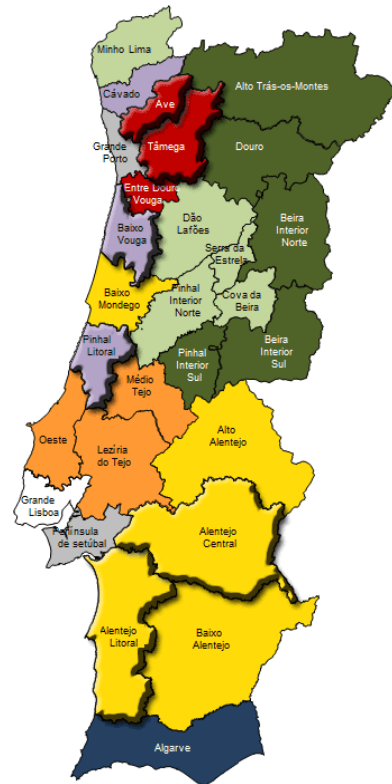 Minho Lima
Alto Trás-os-Montes
Cávado
Ave
Grande
Porto
Tâmega
Douro
Entre Douro
Vouga
Dão
Lafões
Baixo
Vouga
Beira
Interior
Norte
Serra da
Estrela
Pinhal
Interior
Norte
Cova da
Beira
Baixo
Mondego
Pinhal
Litoral
Pinhal
Interior
Sul
Beira
Interior
Sul
Médio
Tejo
Oeste
Lezíria
do Tejo
Alto
Alentejo
Grande
Lisboa
Península
de setúbal
Alentejo
Central
Alentejo
Litoral
Baixo
Alentejo
Algarve